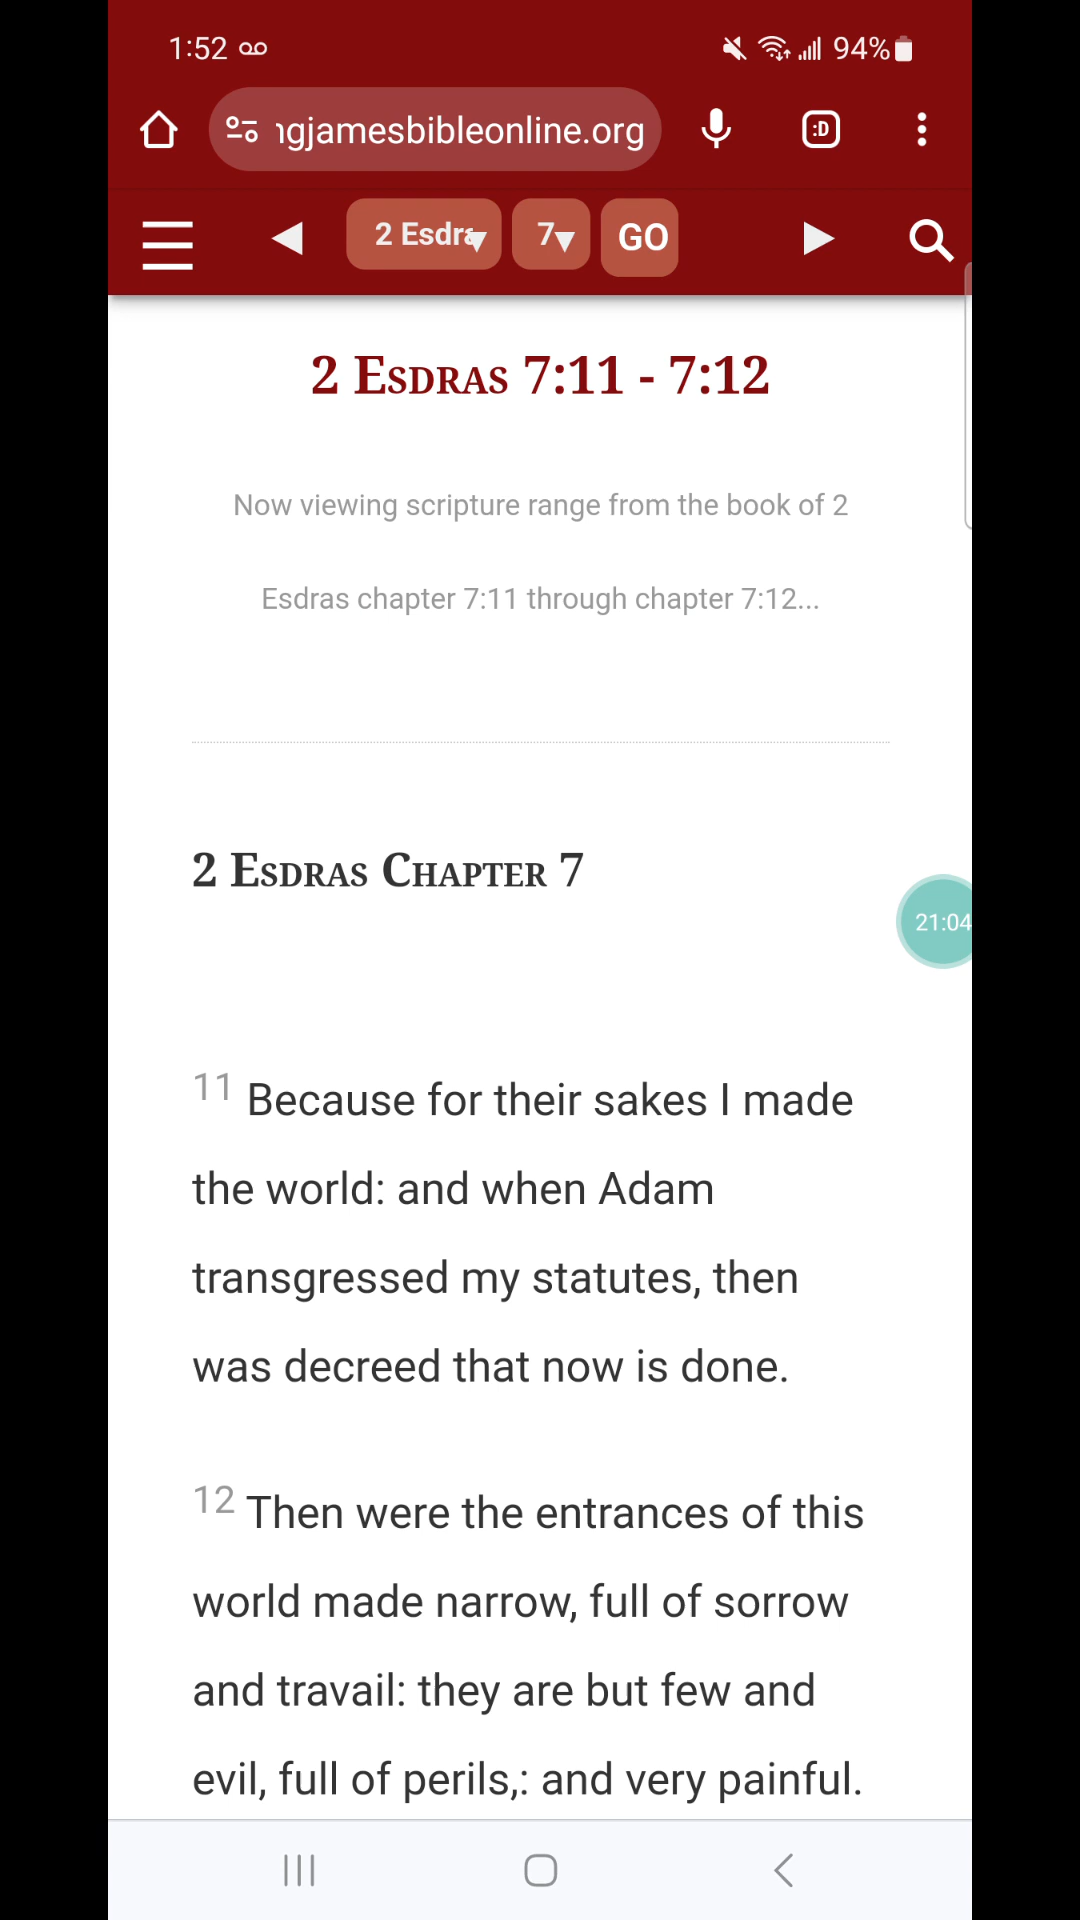 1:52 94%
ngjamesbibleonline.org :D
2 Esdra 7 GO
2 Esdras 7:11 - 7:12
Now viewing scripture range from the book of 2
Esdras chapter 7:11 through chapter 7:12...
2 Esdras Chapter 7
21:04
11 Because for their sakes I made
the world: and when Adam
transgressed my statutes, then
was decreed that now is done.
12 Then were the entrances of this
world made narrow, full of sorrow
and travail: they are but few and
evil, full of perils,: and very painful.